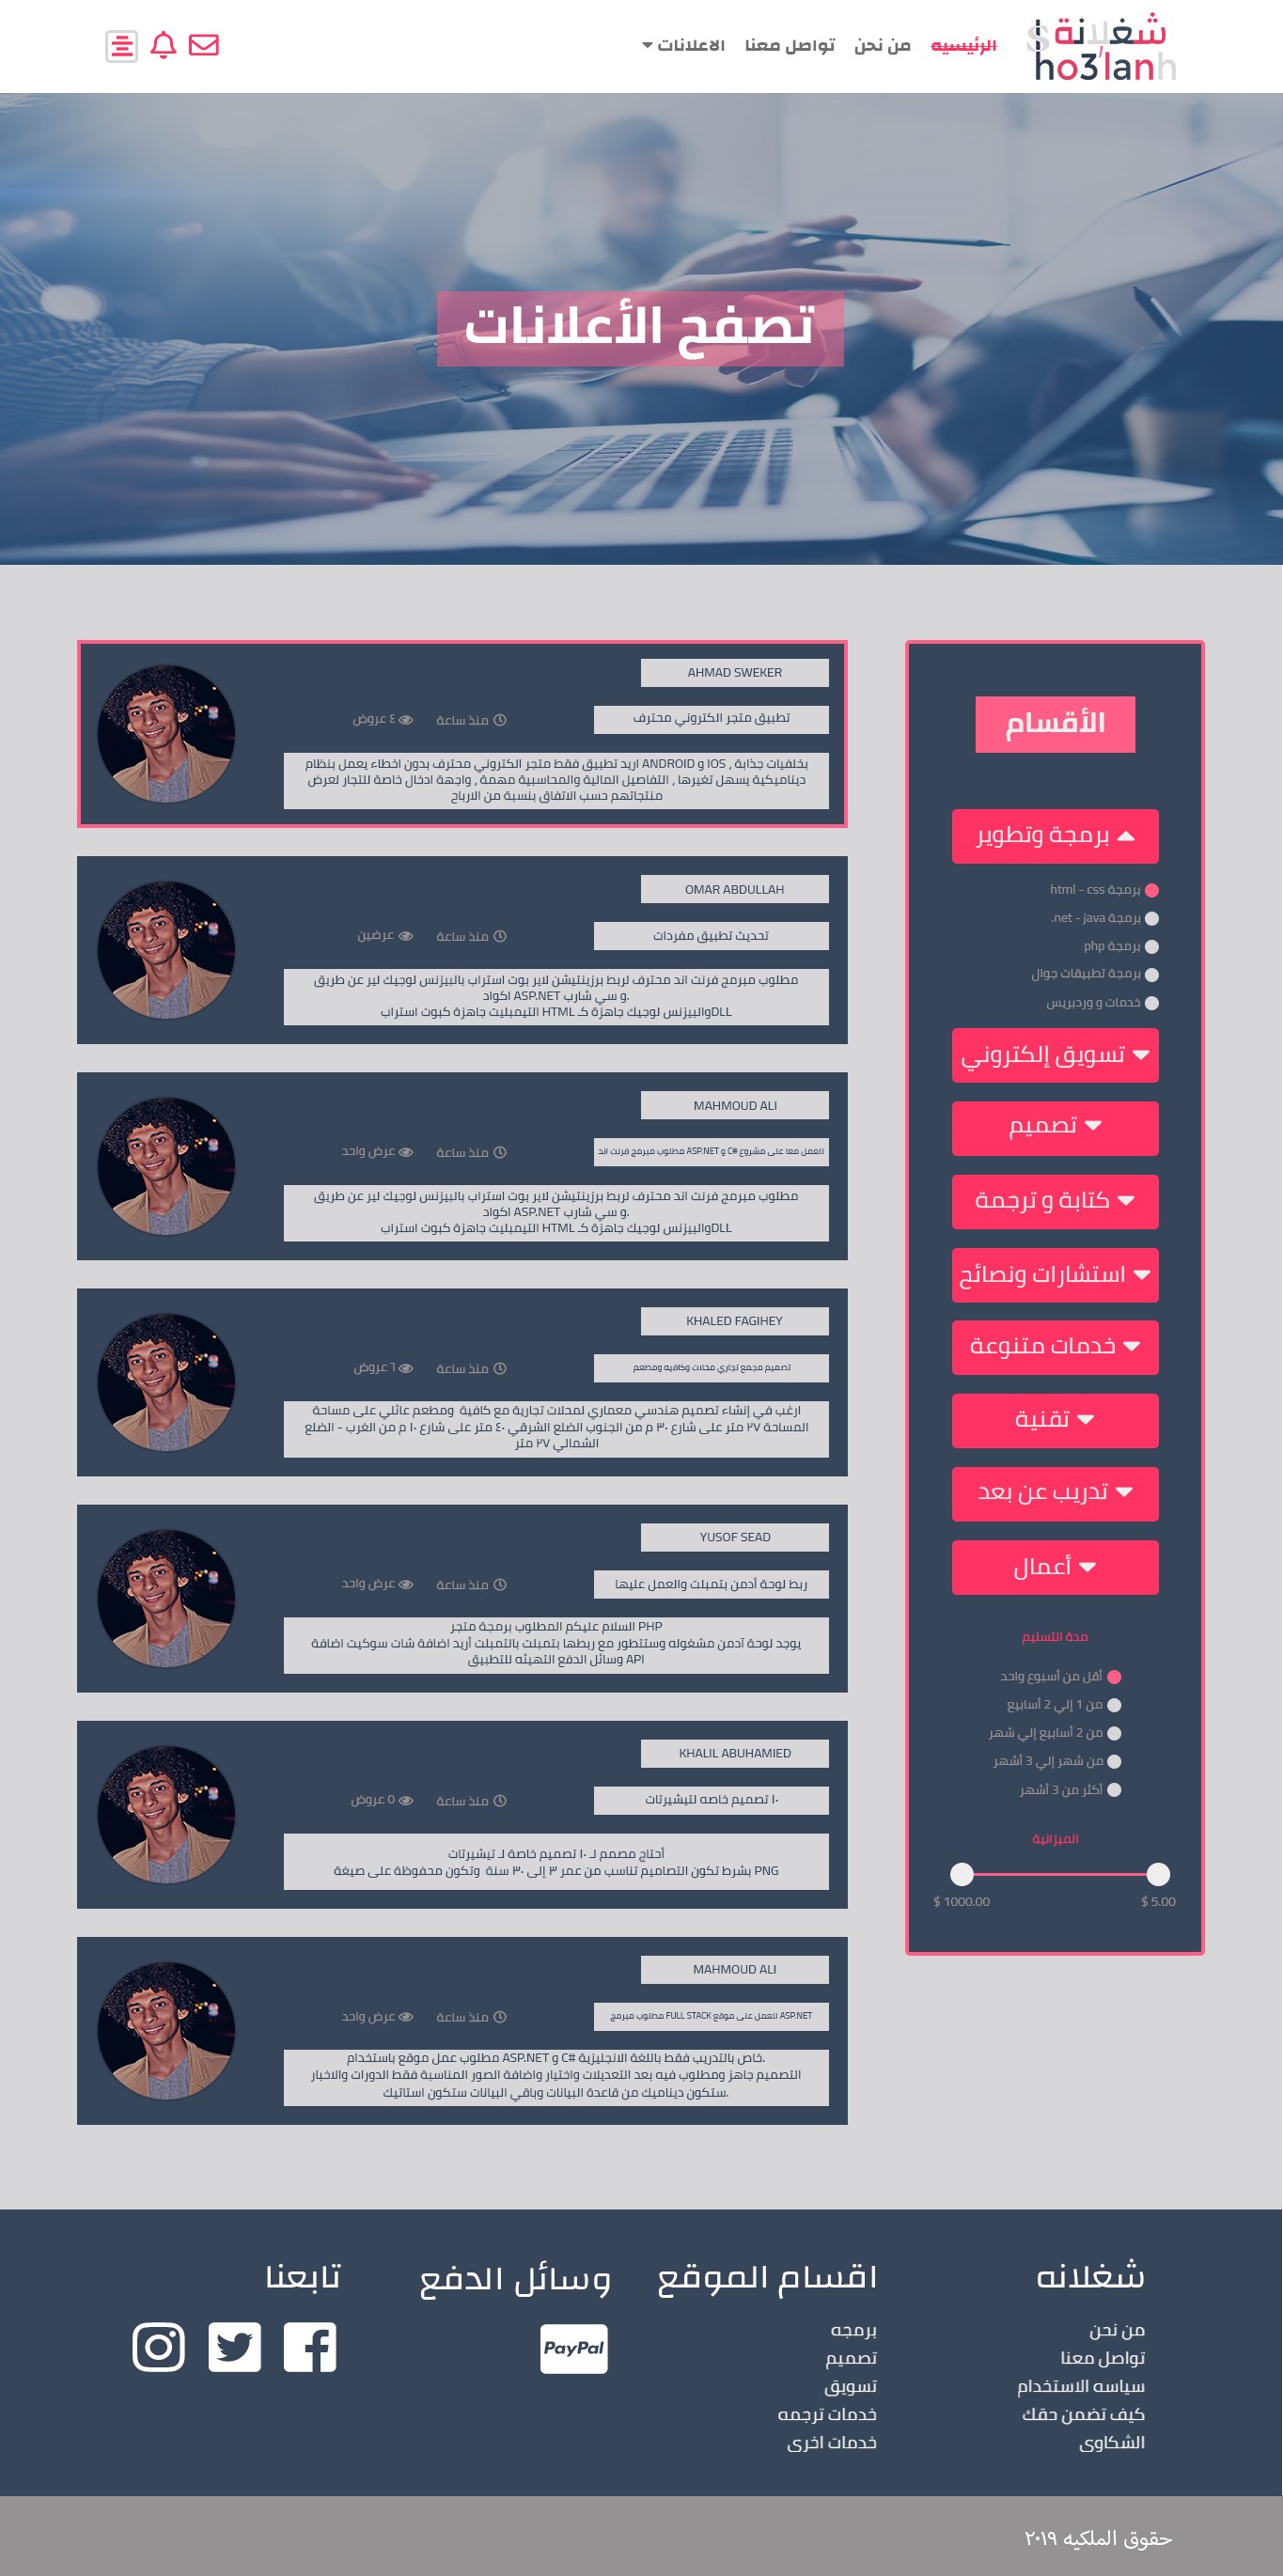 شغلانة
Sho3'lanh
الرئيسيه
من نحن
تواصل معنا
الاعلانات
تصفح الأعلانات
الأقسام
برمجة وتطوير
برمجة html - css
برمجة net - java.
برمجة php
برمجة تطبيقات جوال
خدمات و وردبريس
تسويق إلكتروني
تصميم
كتابة و ترجمة
استشارات ونصائح
خدمات متنوعة
تقنية
تدريب عن بعد
أعمال
مدة التسليم
أقل من أسبوع واحد
من 1 إلي 2 أسابيع
من 2 أسابيع إلي شهر
من شهر إلي 3 أشهر
أكثر من 3 أشهر
الميزانية
$ 5.00
$ 1000.00
AHMAD SWEKER
تطبيق متجر الكتروني محترف
منذ ساعة
٤ عروض
بخلفيات جذابة , IOS و ANDROID اريد تطبيق فقط متجر الكتروني محترف بدون اخطاء يعمل بنظام
ديناميكية يسهل تغيرها , التفاصيل المالية والمحاسبية مهمة , واجهة ادخال خاصة للتجار لعرض
منتجاتهم حسب الاتفاق بنسبة من الارباح
OMAR ABDULLAH
تحديث تطبيق مفردات
منذ ساعة
عرضين
مطلوب مبرمج فرنت اند محترف لربط برزينتيشن لاير بوت استراب بالبيزنس لوجيك لير عن طريق
.و سي شارب ASP.NET اكواد
DLLوالبيزنس لوجيك جاهزة كـ HTML التيمبليت جاهزة كبوت استراب
MAHMOUD ALI
للعمل معا على مشروع #C و ASP.NET مطلوب مبرمج فرنت اند
منذ ساعة
عرض واحد
مطلوب مبرمج فرنت اند محترف لربط برزينتيشن لاير بوت استراب بالبيزنس لوجيك لير عن طريق
.و سي شارب ASP.NET اكواد
DLLوالبيزنس لوجيك جاهزة كـ HTML التيمبليت جاهزة كبوت استراب
KHALED FAGIHEY
تصميم مجمع تجاري محلات وكافيه ومطعم
منذ ساعة
٦ عروض
ارغب في إنشاء تصميم هندسي معماري لمحلات تجارية مع كافية ومطعم عائلي على مساحة
المساحة ٢٧ متر على شارع ٣٠ م من الجنوب الضلع الشرقي ٤٠ متر على شارع ١٠ م من الغرب - الضلع
الشمالي ٢٧ متر
YUSOF SEAD
ربط لوحة أدمن بتمبلت والعمل عليها
منذ ساعة
عرض واحد
السلام عليكم المطلوب برمجة متجر PHP
يوجد لوحة آدمن مشغوله وستتطور مع ربطها بتمبلت بالتمبلت أريد اضافة شات سوكيت اضافة
وسائل الدفع التهيئه للتطبيق API
KHALIL ABUHAMIED
١٠ تصميم خاصه لتيشيرتات
منذ ساعة
٥ عروض
أحتاج مصمم لـ ١٠ تصميم خاصة لـ تيشيرتات
بشرط تكون التصاميم تناسب من عمر ٣ إلى ٣٠ سنة وتكون محفوظة على صيغة PNG
MAHMOUD ALI
مطلوب مبرمج FULL STACK للعمل على موقع ASP.NET
منذ ساعة
عرض واحد
.خاص بالتدريب فقط باللغة الانجليزية #C و ASP.NET مطلوب عمل موقع باستخدام
التصميم جاهز ومطلوب فيه بعد التعديلات واختيار واضافة الصور المناسبة فقط الدورات والاخبار
.ستكون ديناميك من قاعدة البيانات وباقي البيانات ستكون استاتيك
شغلانه
من نحن
تواصل معنا
سياسه الاستخدام
كيف تضمن حقك
الشكاوى
اقسام الموقع
برمجه
تصميم
تسويق
خدمات ترجمه
خدمات اخرى
وسائل الدفع
PayPal
تابعنا
حقوق الملكيه ٢٠١٩